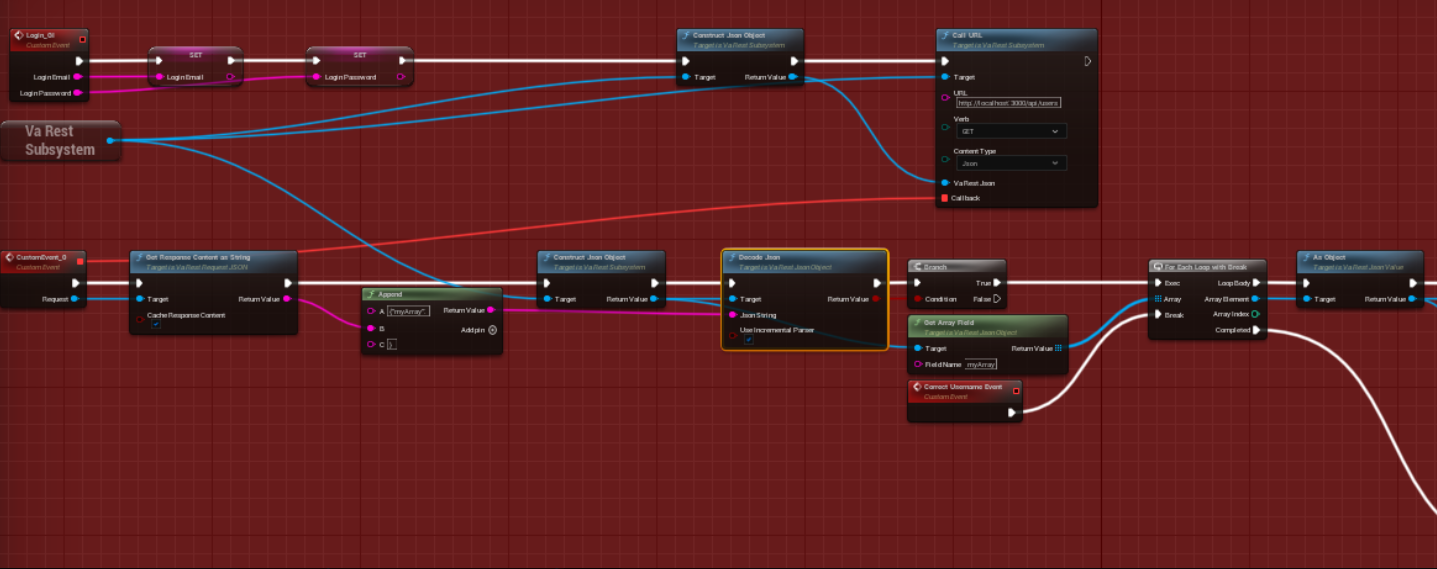 Login_GI
Custom Event
Login Email
Login Password
SET
Login Email
SET
Login Password
Construct Json Object
Target is Va Rest Subsystem
Target
Return Value
Call URL
Target is Va Rest Subsystem
Target
URL
http://localhost:3000/api/users
Verb
GET
Content Type
Json
Va Rest Json
Callback
Va Rest
Subsystem
CustomEvent_0
Custom Event
Request
Get Response Content as String
Target is Va Rest Request JSON
Target
Return Value
Cache Response Content
Append
A
{"myArray":
Return Value
B
Add pin
C
}
Construct Json Object
Target is Va Rest Subsystem
Target
Return Value
Decode Json
Target is Va Rest Json Object
Target
Return Value
Json String
Use Incremental Parser
Branch
True
Condition
False
Get Array Field
Target is Va Rest Json Object
Target
Return Value
Field Name
myArray
Correct Username Event
Custom Event
For Each Loop with Break
Exec
Loop Body
Array
Array Element
Break
Array Index
Completed
As Object
Target is Va Rest Json Value
Target
Return Value